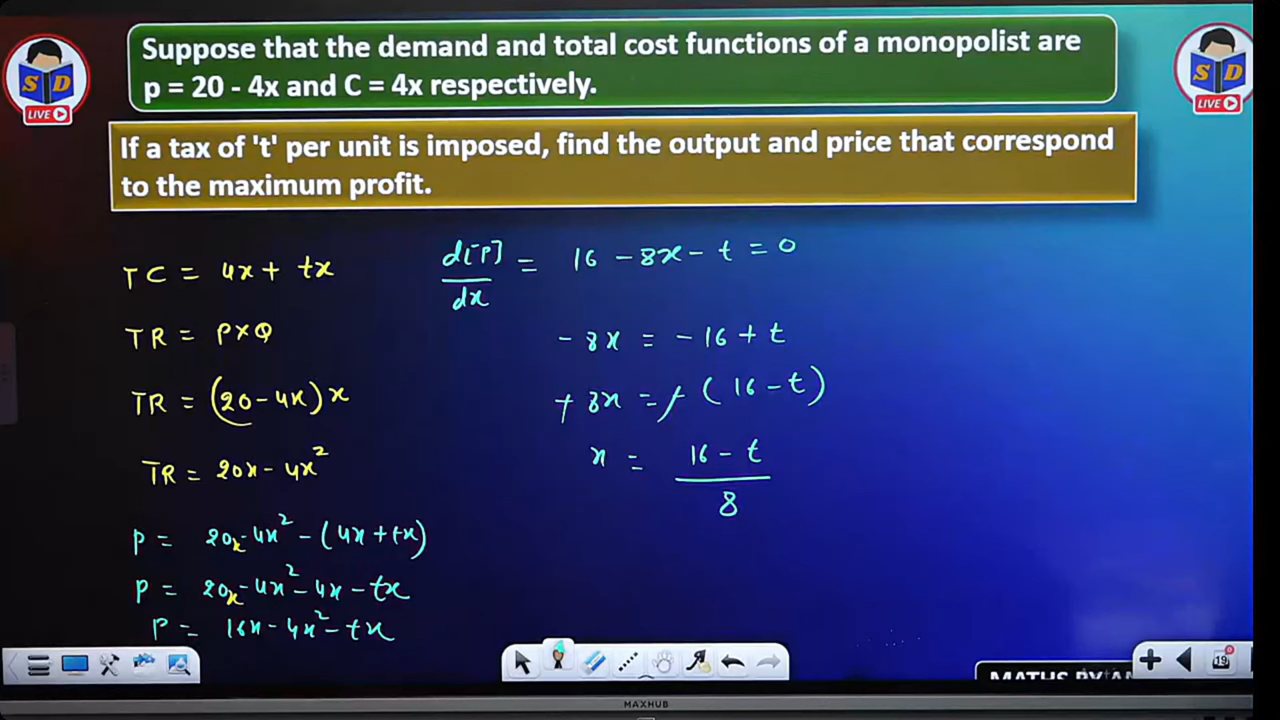 Suppose that the demand and total cost functions of a monopolist are
p = 20 - 4x and C = 4x respectively.
If a tax of 't' per unit is imposed, find the output and price that correspond
to the maximum profit.
S D
LIVE
S D
LIVE
TC = 4x + tx
TR = P×Q
TR = (20 - 4x)x
TR = 20x - 4x²
P = 20x - 4x² - (4x + tx)
P = 20x - 4x² - 4x - tx
P = 16x - 4x² - tx
d[P]/dx = 16 - 8x - t = 0
- 8x = - 16 + t
+ 8x = + (16 - t)
x = 16 - t
8
19
MATHS BY
MAXHUB